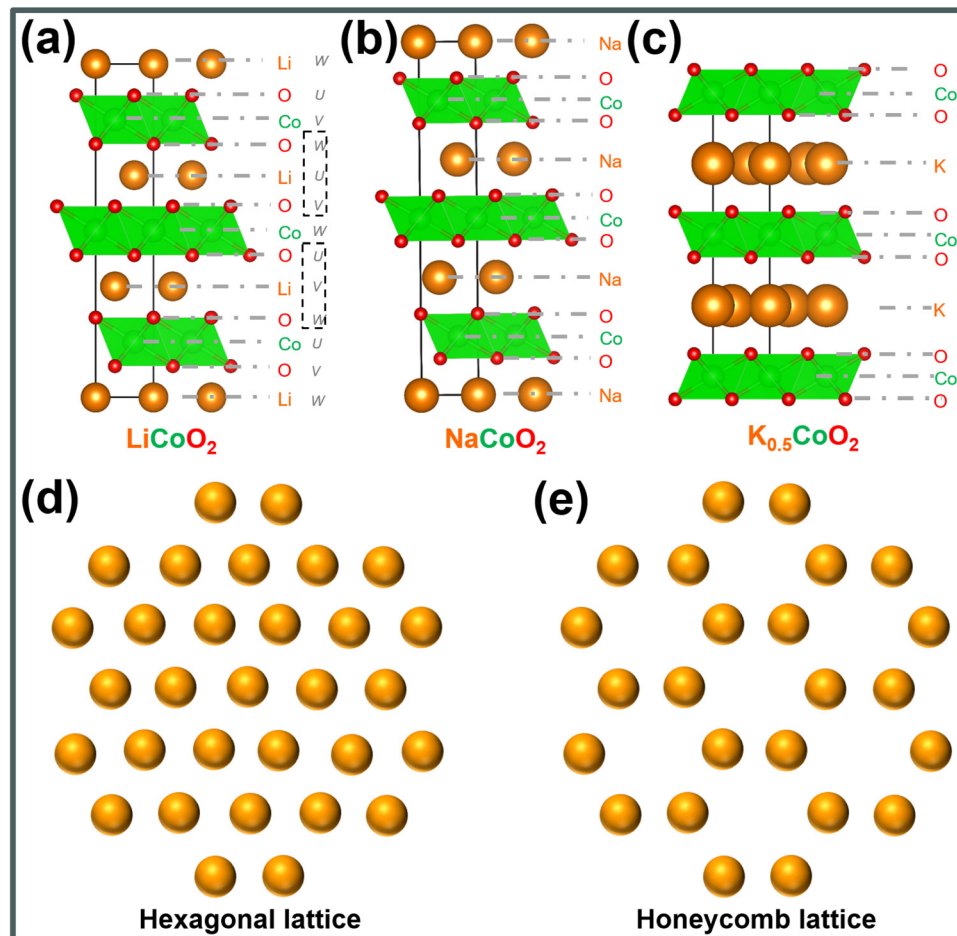 (a)
Li W
O U
Co V
O W
Li U
O V
Co W
O U
Li V
O W
Co U
O V
Li W
LiCoO2
(b)
Na
O
Co
O
Na
O
Co
O
Na
O
Co
O
Na
NaCoO2
(c)
O
Co
O
K
O
Co
O
K
O
Co
O
K0.5CoO2
(d)
Hexagonal lattice
(e)
Honeycomb lattice